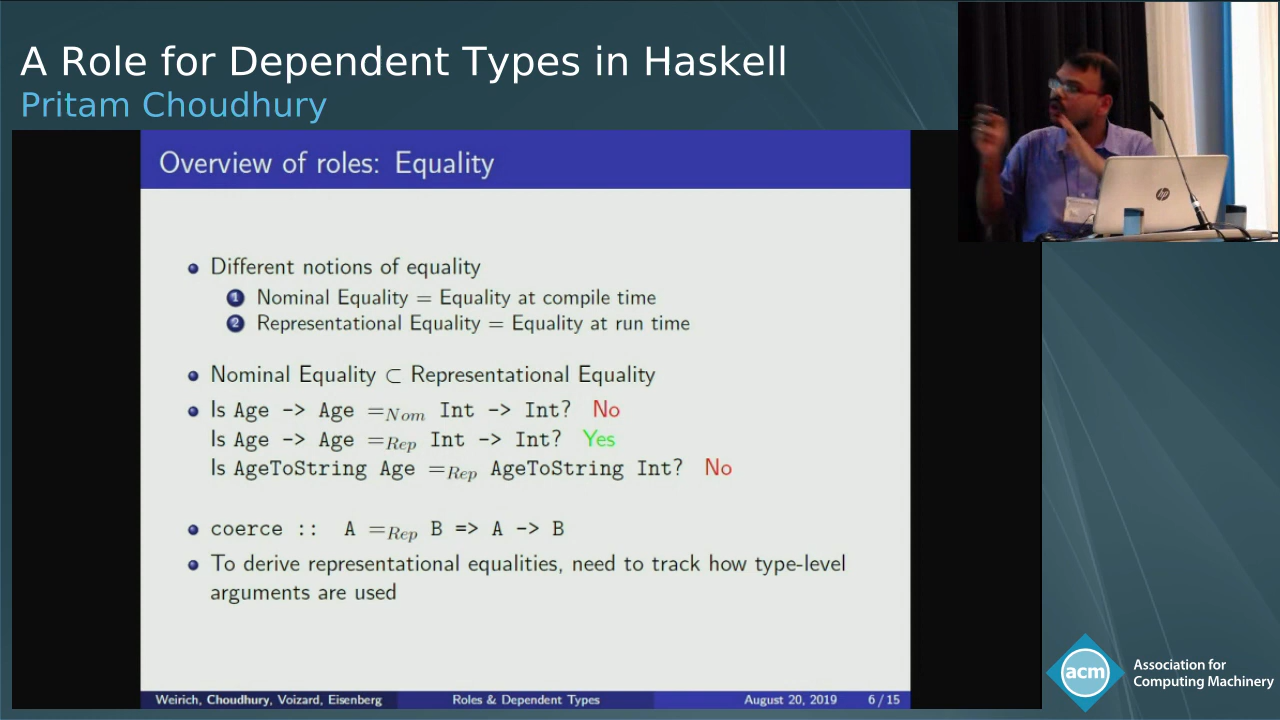 A Role for Dependent Types in Haskell
Pritam Choudhury
Overview of roles: Equality
Different notions of equality
1 Nominal Equality = Equality at compile time
2 Representational Equality = Equality at run time
Nominal Equality ⊂ Representational Equality
Is Age -> Age =Nom Int -> Int? No
Is Age -> Age =Rep Int -> Int? Yes
Is AgeToString Age =Rep AgeToString Int? No
coerce :: A =Rep B => A -> B
To derive representational equalities, need to track how type-level
arguments are used
Weirich, Choudhury, Voizard, Eisenberg
Roles & Dependent Types
August 20, 2019
6 / 15
hp
acm
Association for
Computing Machinery